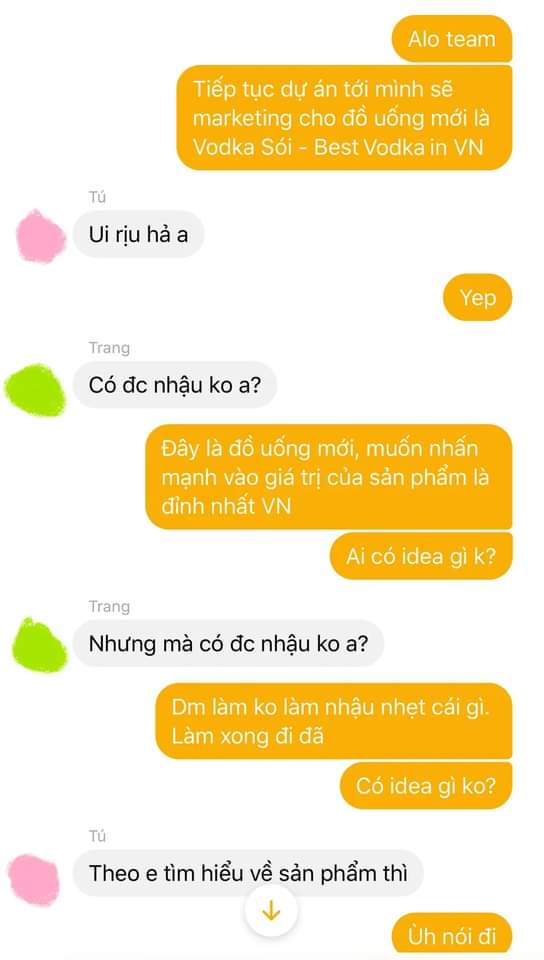 Alo team
Tiếp tục dự án tới mình sẽ
marketing cho đồ uống mới là
Vodka Sói - Best Vodka in VN
Tú
Ui rịu hả a
Yep
Trang
Có đc nhậu ko a?
Đây là đồ uống mới, muốn nhấn
mạnh vào giá trị của sản phẩm là
đỉnh nhất VN
Ai có idea gì k?
Trang
Nhưng mà có đc nhậu ko a?
Dm làm ko làm nhậu nhẹt cái gì.
Làm xong đi đã
Có idea gì ko?
Tú
Theo e tìm hiểu về sản phẩm thì
Ùh nói đi